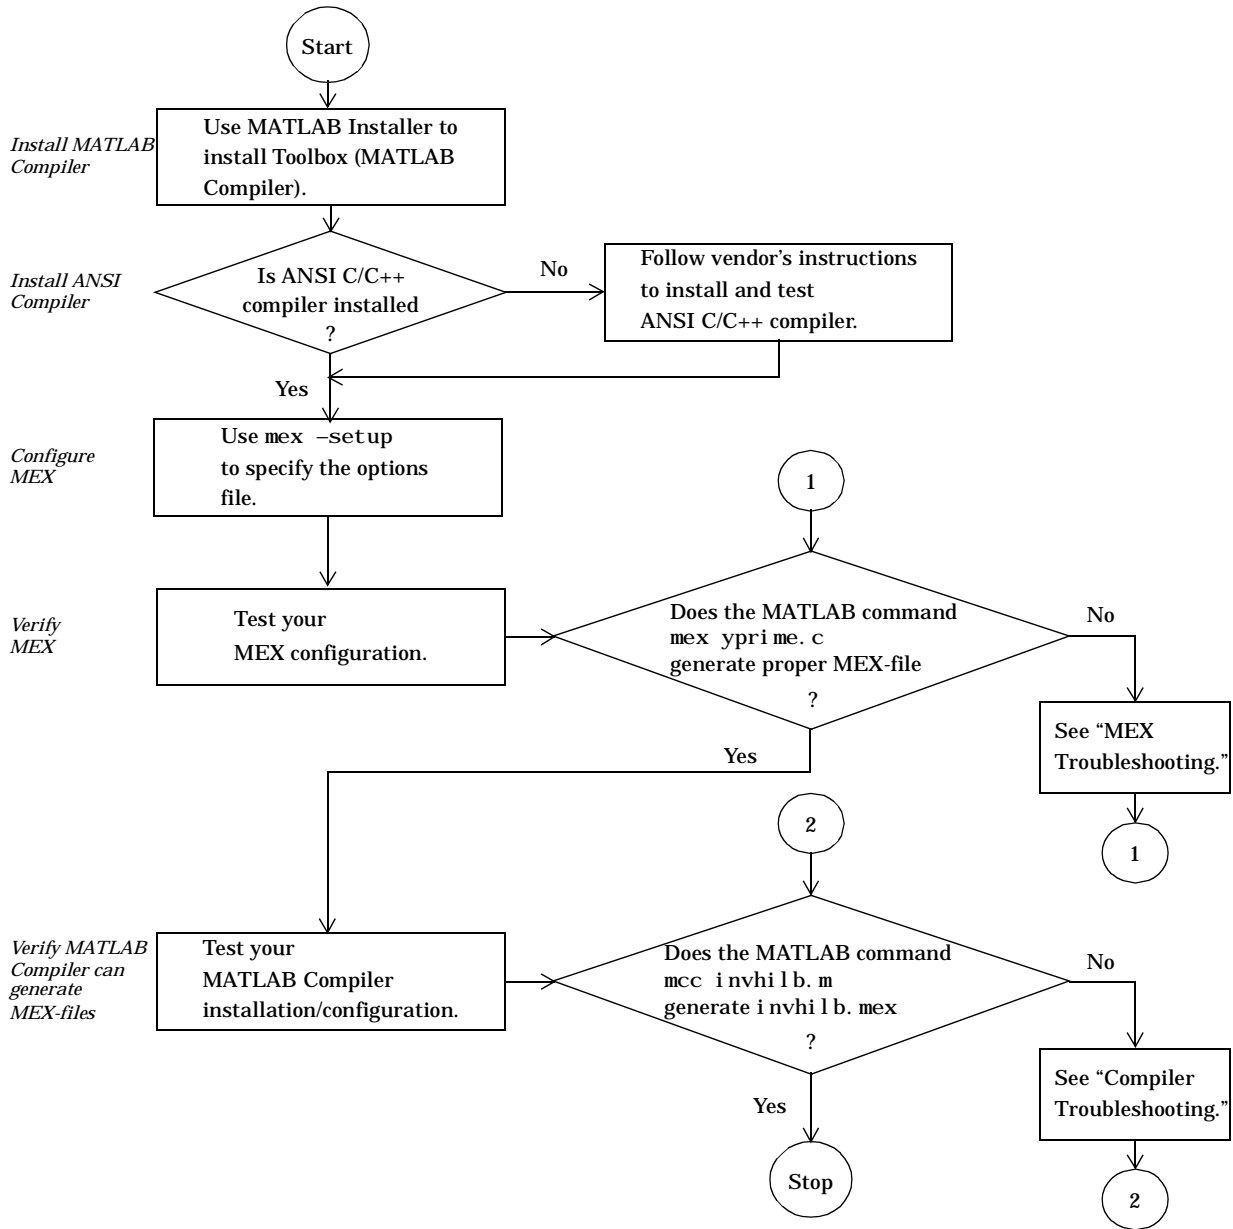 Start
Install MATLAB
Compiler
Use MATLAB Installer to
install Toolbox (MATLAB
Compiler).
Install ANSI
Compiler
Is ANSI C/C++
compiler installed
?
No
Follow vendor's instructions
to install and test
ANSI C/C++ compiler.
Yes
Configure
MEX
Use mex –setup
to specify the options
file.
1
Verify
MEX
Test your
MEX configuration.
Does the MATLAB command
mex yprime.c
generate proper MEX-file
?
No
See “MEX
Troubleshooting.”
1
Yes
2
Verify MATLAB
Compiler can
generate
MEX-files
Test your
MATLAB Compiler
installation/configuration.
Does the MATLAB command
mcc invhilb.m
generate invhilb.mex
?
No
See “Compiler
Troubleshooting.”
2
Yes
Stop